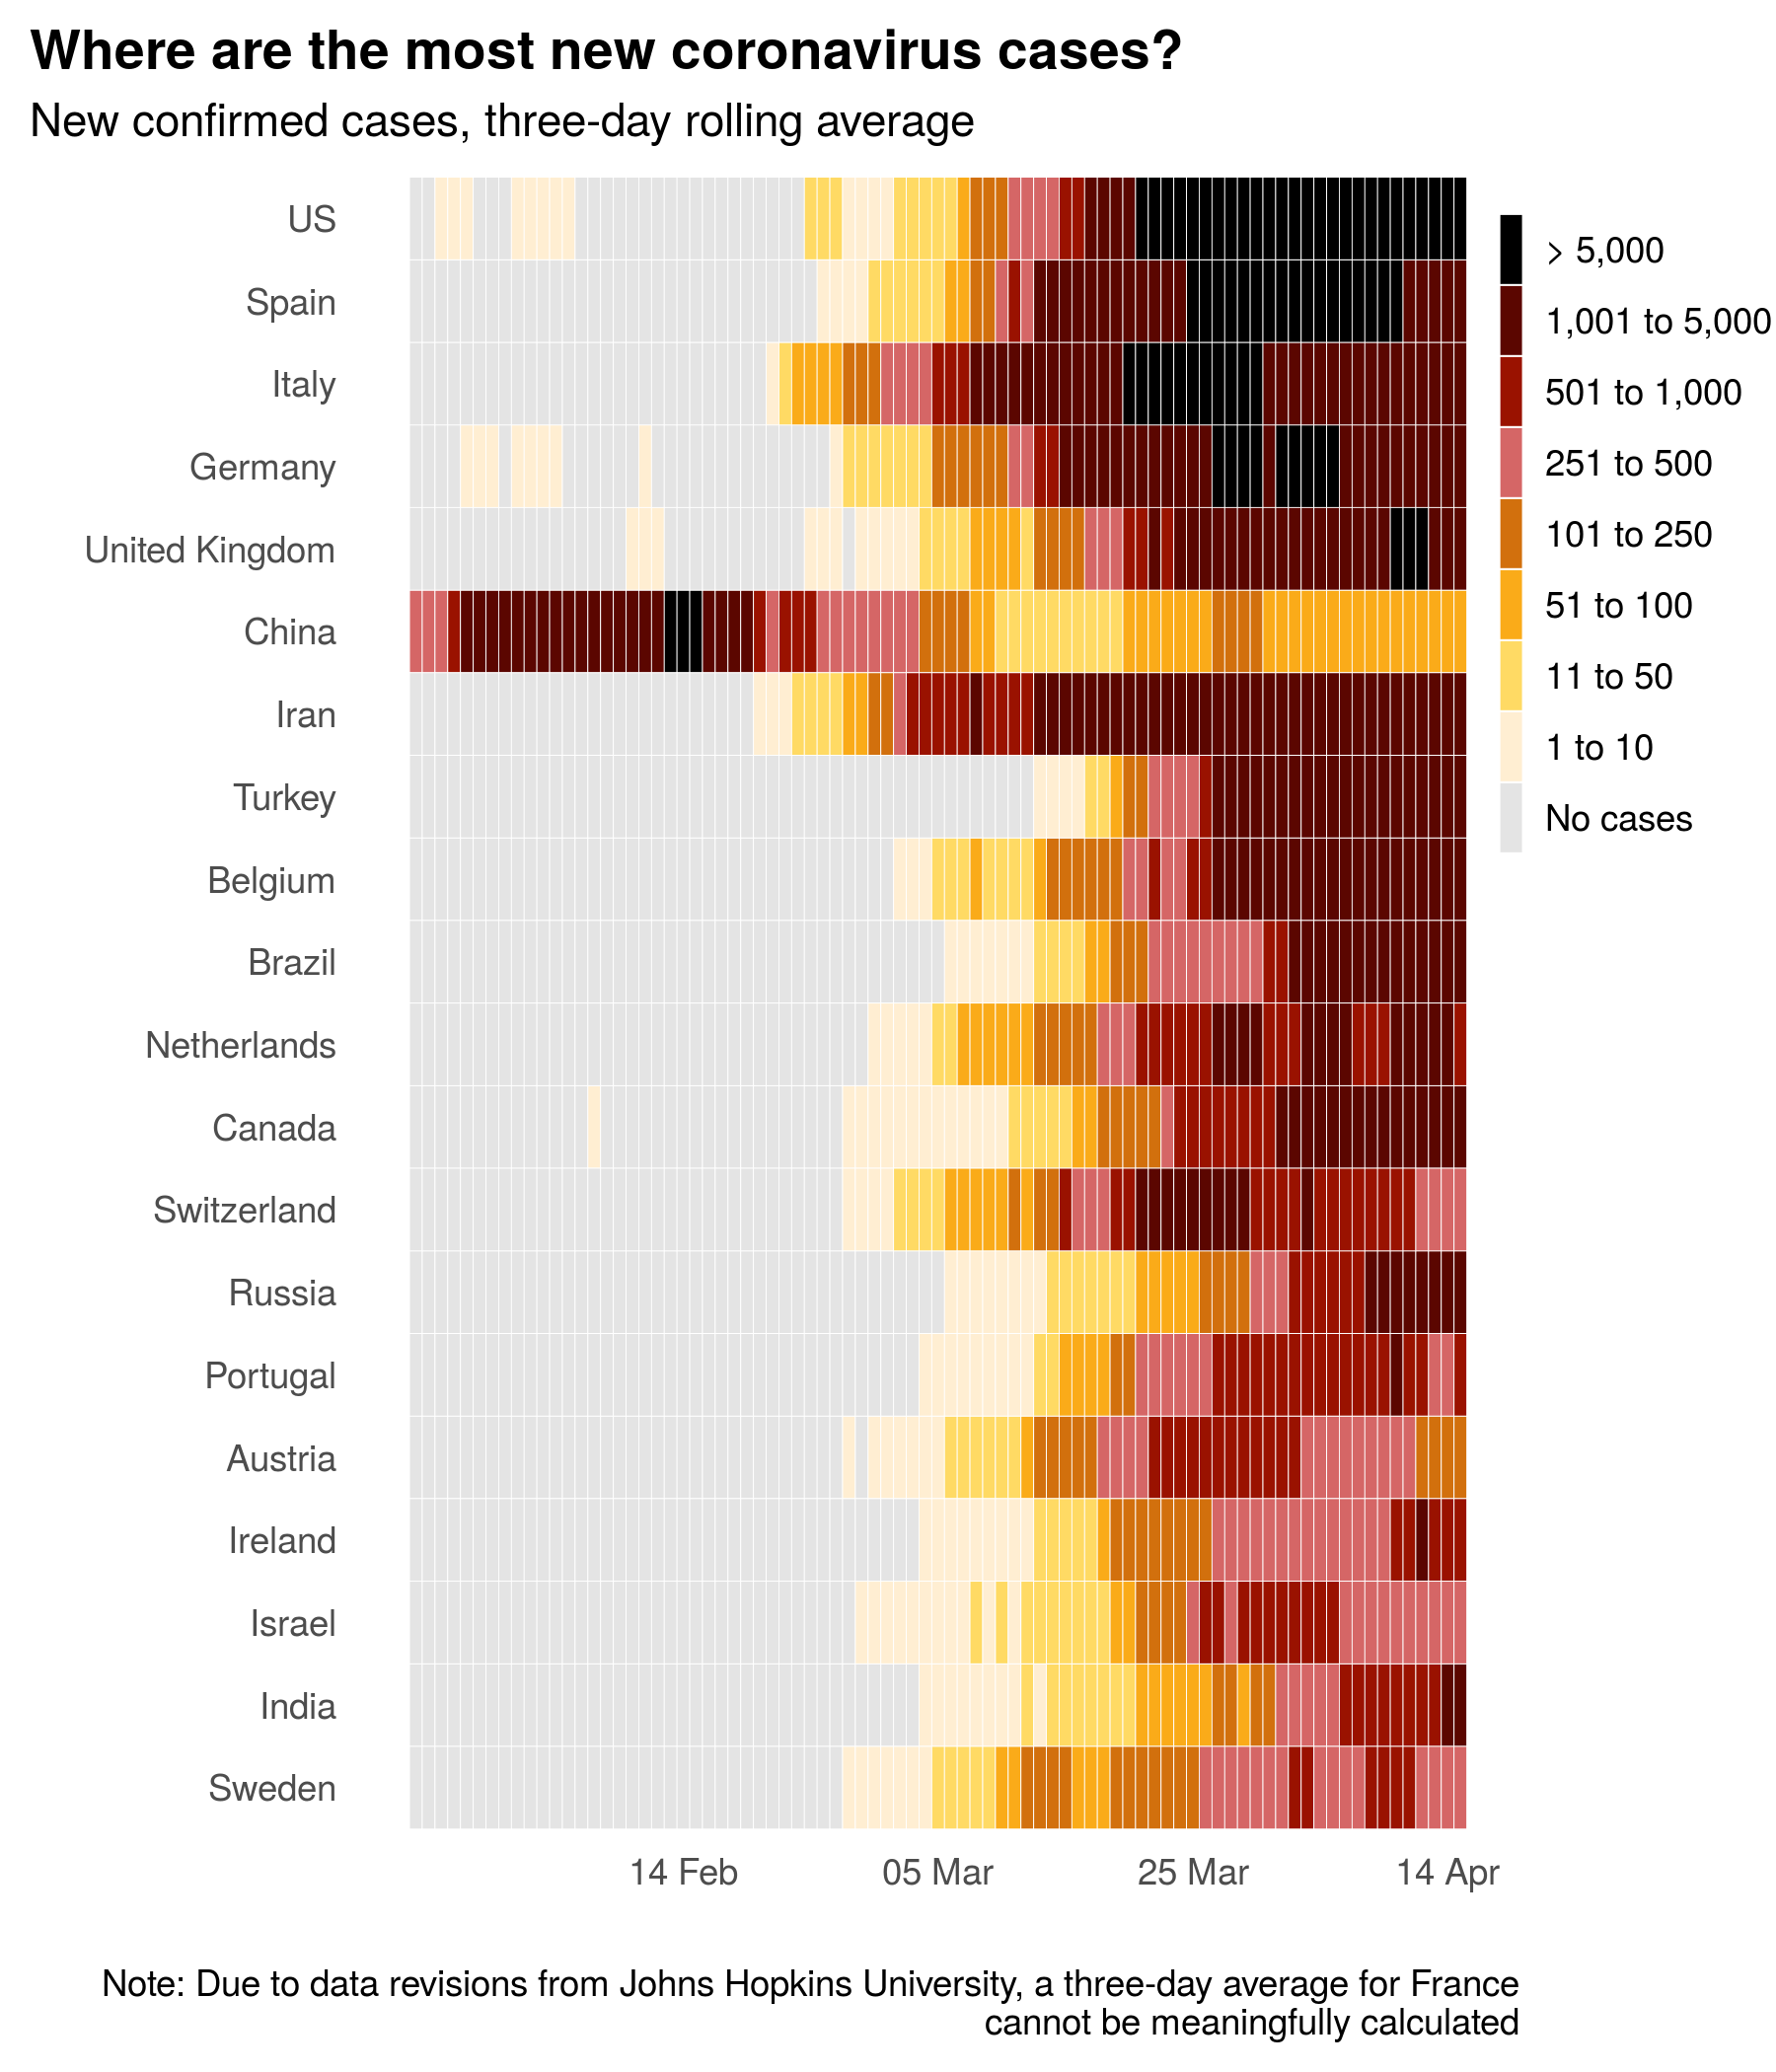 Where are the most new coronavirus cases?
New confirmed cases, three-day rolling average
US
Spain
Italy
Germany
United Kingdom
China
Iran
Turkey
Belgium
Brazil
Netherlands
Canada
Switzerland
Russia
Portugal
Austria
Ireland
Israel
India
Sweden
> 5,000
1,001 to 5,000
501 to 1,000
251 to 500
101 to 250
51 to 100
11 to 50
1 to 10
No cases
14 Feb
05 Mar
25 Mar
14 Apr
Note: Due to data revisions from Johns Hopkins University, a three-day average for France
cannot be meaningfully calculated